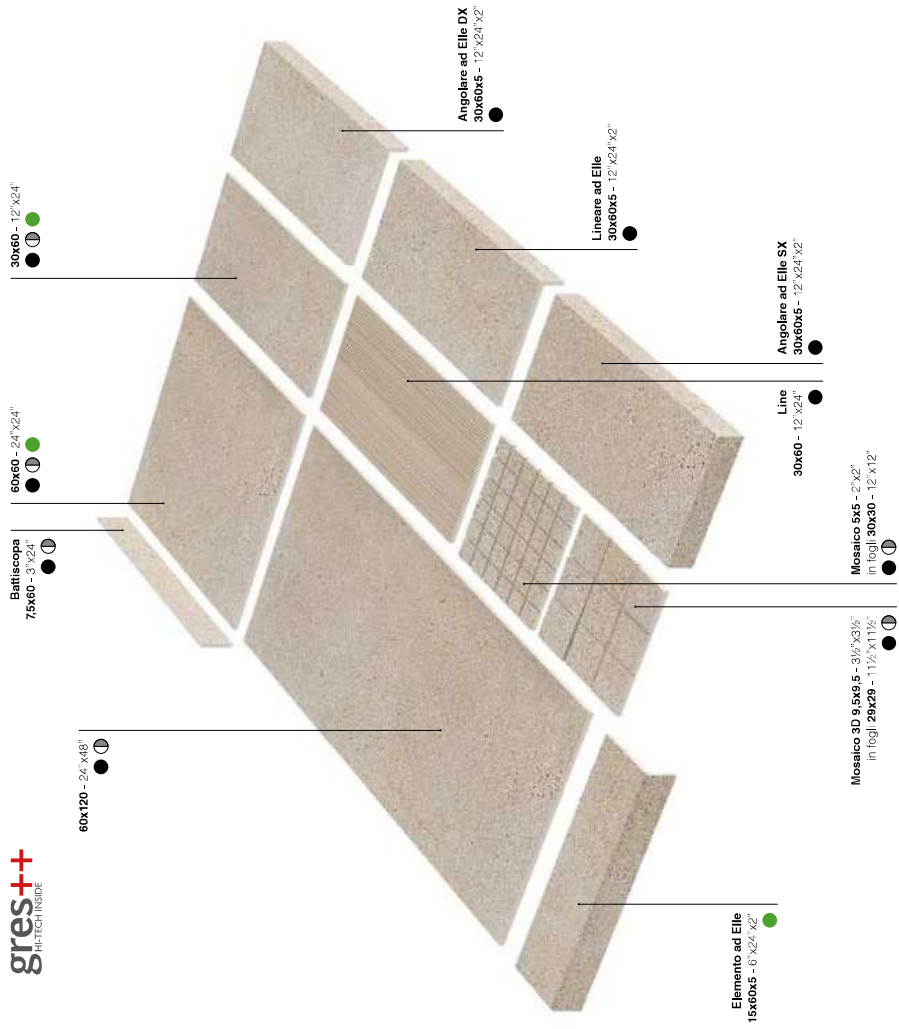 gres++
HI-TECH INSIDE
60x120 - 24"x48"
Battiscopa
7,5x60 - 3"x24"
60x60 - 24"x24"
30x60 - 12"x24"
Elemento ad Elle
15x60x5 - 6"x24"x2"
Mosaico 3D 9,5x9,5 - 3½"x3½"
in fogli 29x29 - 11½"x11½"
Mosaico 5x5 - 2"x2"
in fogli 30x30 - 12"x12"
Line
30x60 - 12"x24"
Angolare ad Elle SX
30x60x5 - 12"x24"x2"
Lineare ad Elle
30x60x5 - 12"x24"x2"
Angolare ad Elle DX
30x60x5 - 12"x24"x2"